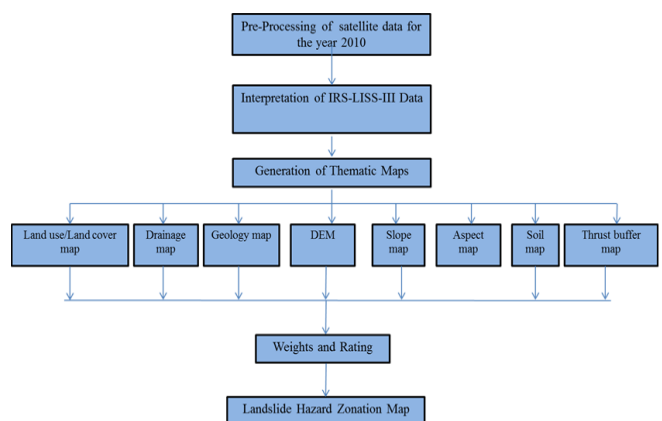 Pre-Processing of satellite data for
the year 2010
Interpretation of IRS-LISS-III Data
Generation of Thematic Maps
Land use/Land cover
map
Drainage
map
Geology map
DEM
Slope
map
Aspect
map
Soil
map
Thrust buffer
map
Weights and Rating
Landslide Hazard Zonation Map